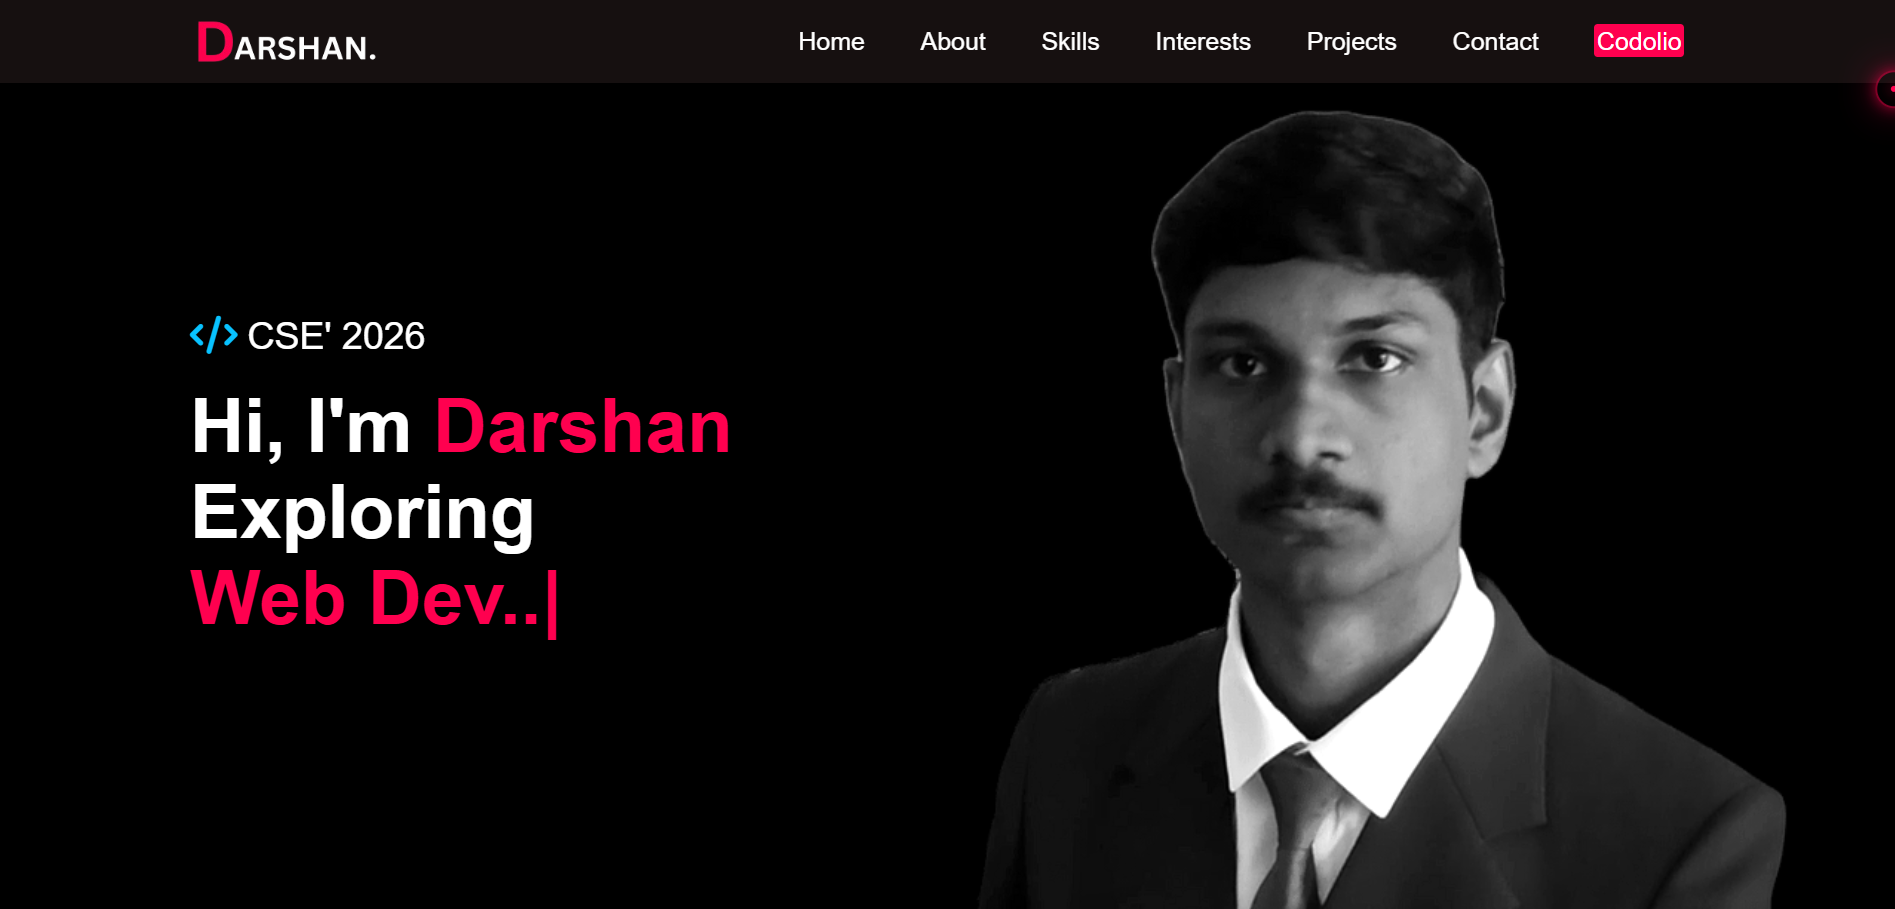 DARSHAN.
Home About Skills Interests Projects Contact Codolio
</> CSE' 2026
Hi, I'm Darshan
Exploring
Web Dev..|